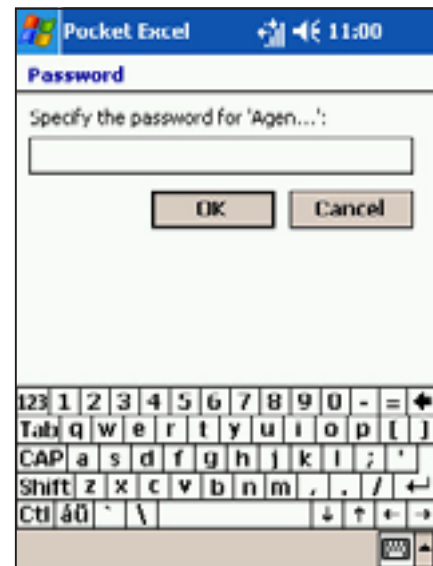 Pocket Excel 11:00
Password
Specify the password for 'Agen...':
OK Cancel
123 1 2 3 4 5 6 7 8 9 0 - =
Tab q w e r t y u i o p [ ]
CAP a s d f g h j k l ; '
Shift z x c v b n m , . /
Ctl áü ` \